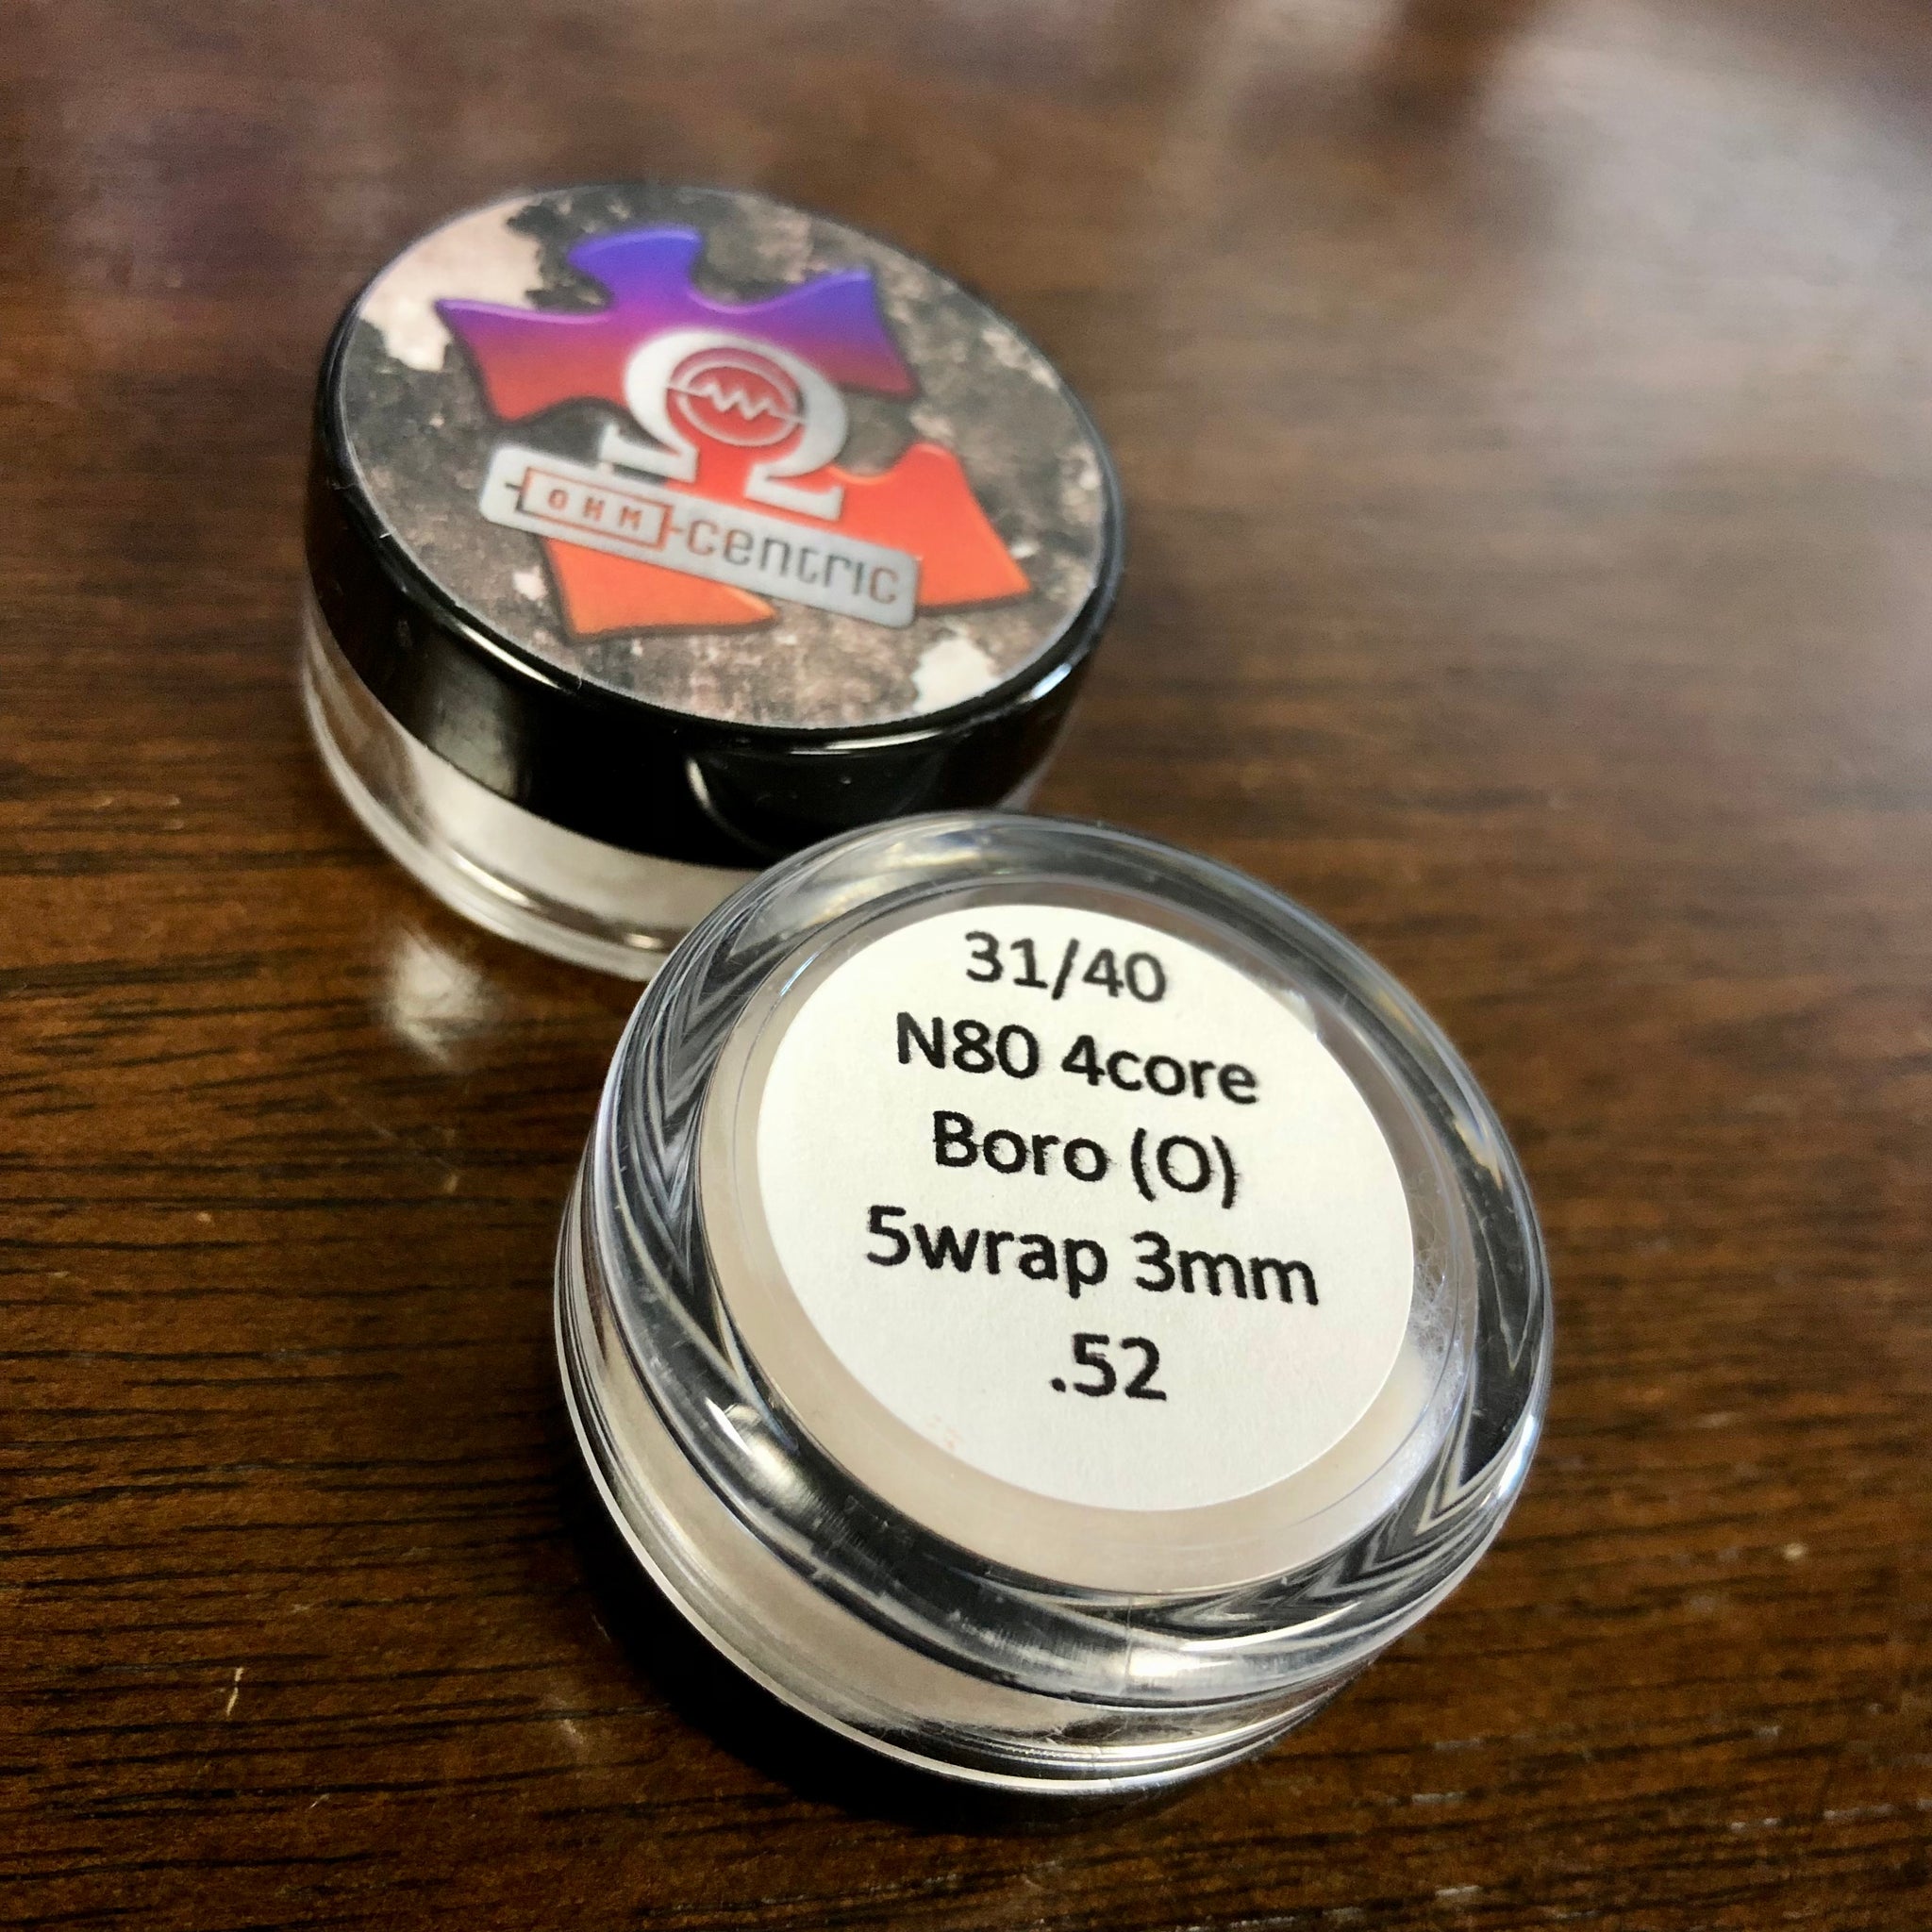 Ω
OHM-centric
31/40
N80 4core
Boro (O)
5wrap 3mm
.52